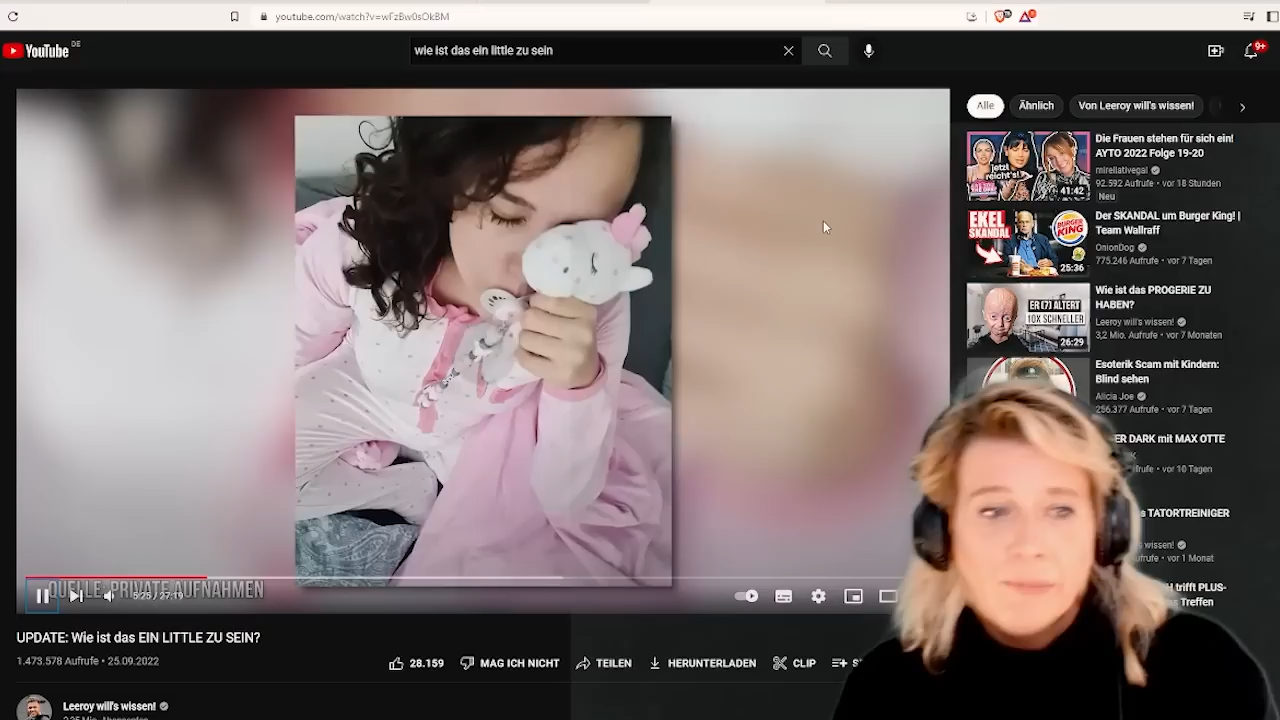 youtube.com/watch?v=wFzBw0sOkBM
YouTube DE
wie ist das ein little zu sein
9+
Alle
Ähnlich
Von Leeroy will's wissen!
Die Frauen stehen für sich ein!
AYTO 2022 Folge 19-20
mirellativegal
92.592 Aufrufe • vor 18 Stunden
Neu
jetzt
reicht's!
41:42
Der SKANDAL um Burger King! |
Team Wallraff
OnionDog
775.246 Aufrufe • vor 7 Tagen
EKEL
SKANDAL
BURGER
KING
25:36
Wie ist das PROGERIE ZU
HABEN?
Leeroy will's wissen!
3,2 Mio. Aufrufe • vor 7 Monaten
ER (7) ALTERT
10X SCHNELLER
26:29
Esoterik Scam mit Kindern:
Blind sehen
Alicia Joe
256.377 Aufrufe • vor 7 Tagen
ER DARK mit MAX OTTE
vor 10 Tagen
TATORTREINIGER
vor 1 Monat
trifft PLUS-
Treffen
QUELLE: PRIVATE AUFNAHMEN
5:25 / 27:19
UPDATE: Wie ist das EIN LITTLE ZU SEIN?
1.473.578 Aufrufe • 25.09.2022
28.159
MAG ICH NICHT
TEILEN
HERUNTERLADEN
CLIP
Leeroy will's wissen!